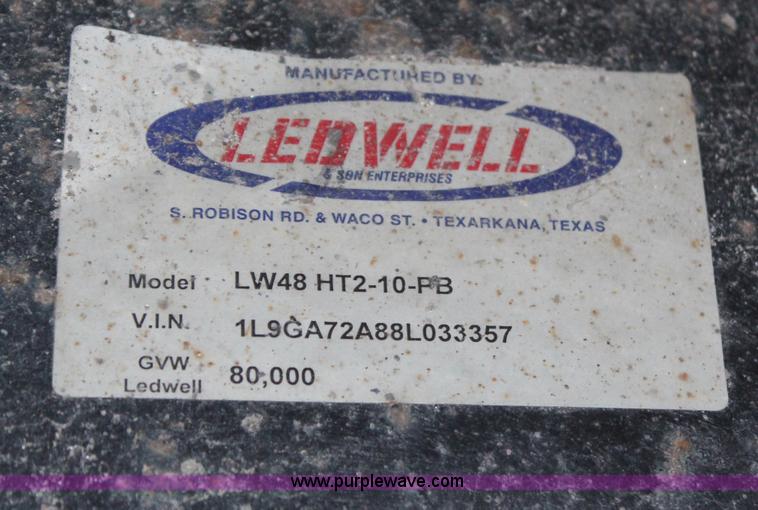 MANUFACTURED BY:
LEDWELL
& SON ENTERPRISES
S. ROBISON RD. & WACO ST. • TEXARKANA, TEXAS
Model LW48 HT2-10-PB
V.I.N. 1L9GA72A88L033357
GVW
Ledwell 80,000
www.purplewave.com